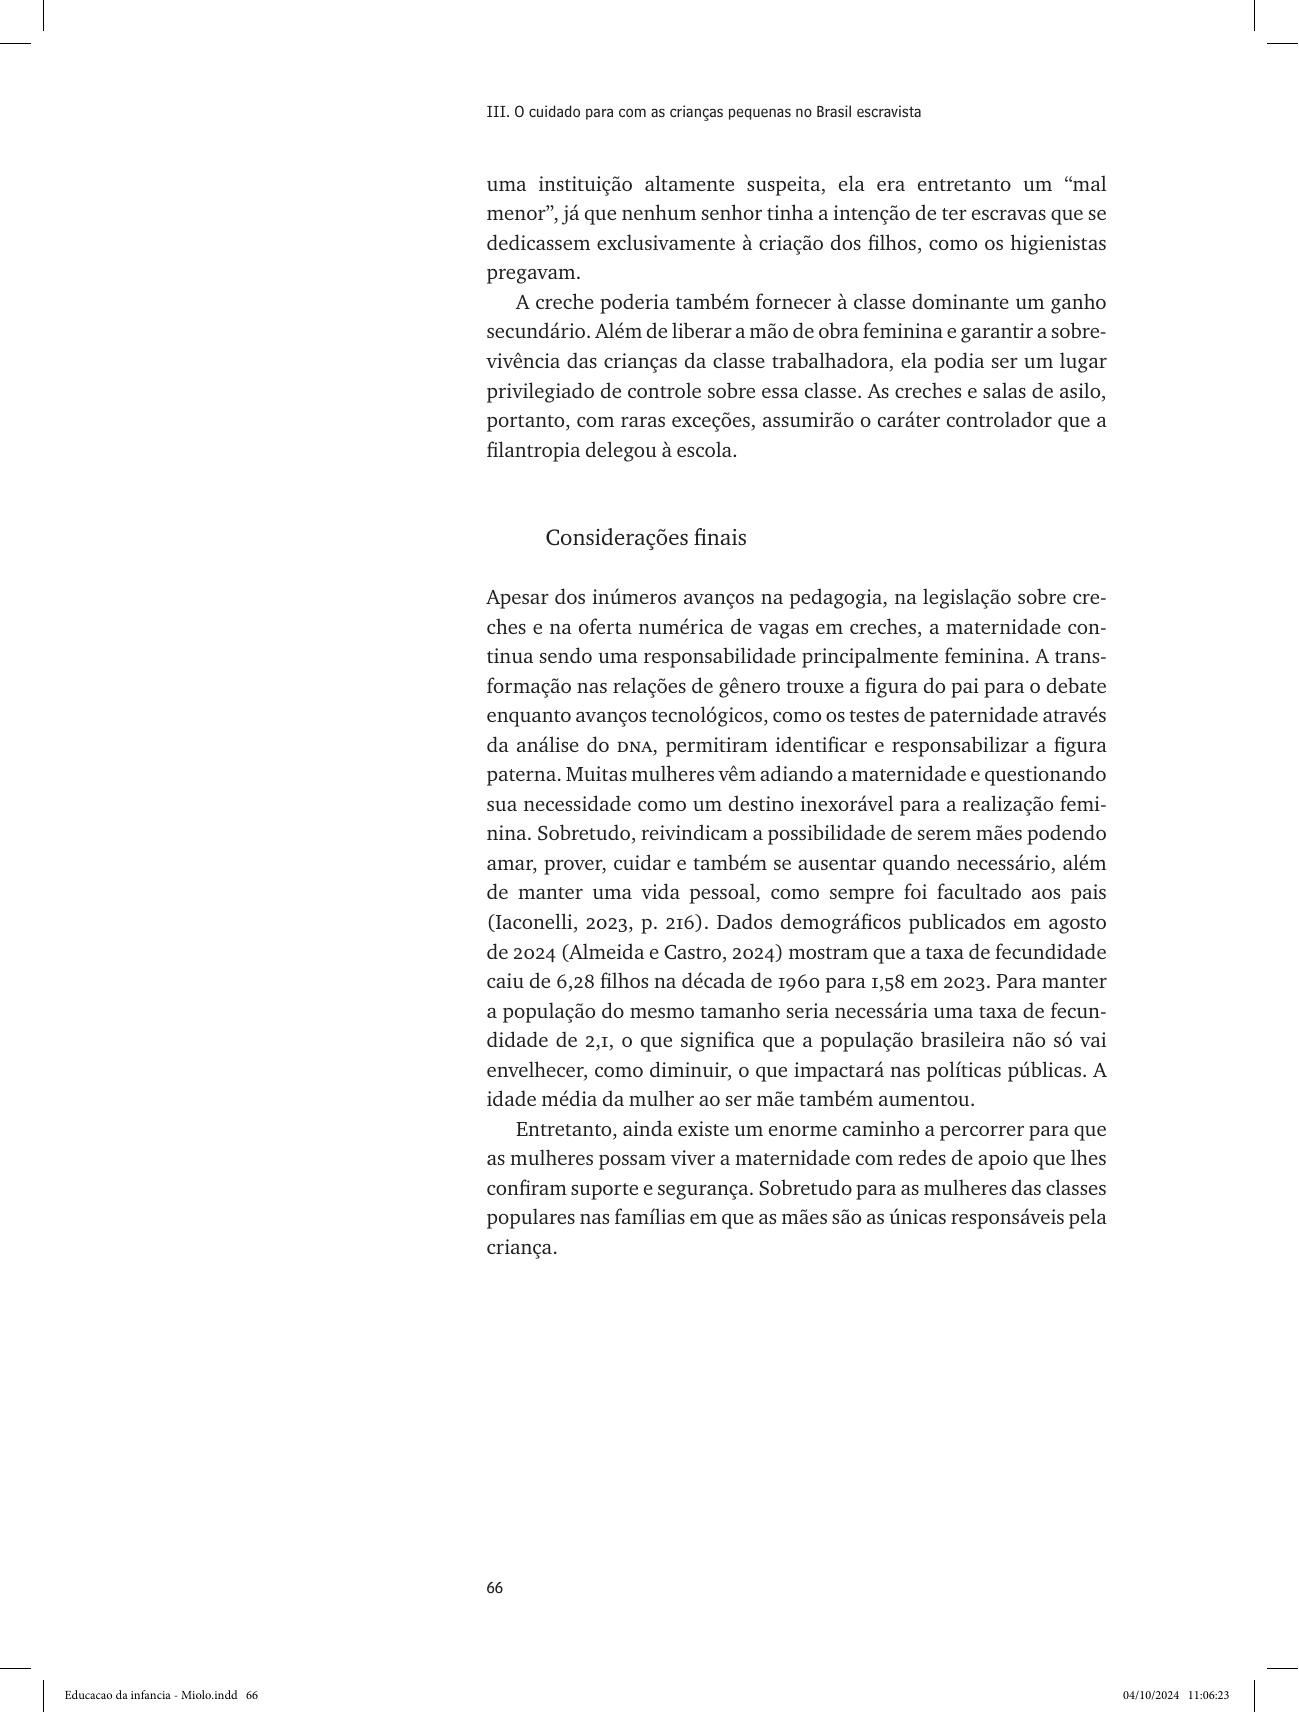 III. O cuidado para com as crianças pequenas no Brasil escravista
uma instituição altamente suspeita, ela era entretanto um “mal
menor”, já que nenhum senhor tinha a intenção de ter escravas que se
dedicassem exclusivamente à criação dos filhos, como os higienistas
pregavam.
A creche poderia também fornecer à classe dominante um ganho
secundário. Além de liberar a mão de obra feminina e garantir a sobre-
vivência das crianças da classe trabalhadora, ela podia ser um lugar
privilegiado de controle sobre essa classe. As creches e salas de asilo,
portanto, com raras exceções, assumirão o caráter controlador que a
filantropia delegou à escola.
Considerações finais
Apesar dos inúmeros avanços na pedagogia, na legislação sobre cre-
ches e na oferta numérica de vagas em creches, a maternidade con-
tinua sendo uma responsabilidade principalmente feminina. A trans-
formação nas relações de gênero trouxe a figura do pai para o debate
enquanto avanços tecnológicos, como os testes de paternidade através
da análise do DNA, permitiram identificar e responsabilizar a figura
paterna. Muitas mulheres vêm adiando a maternidade e questionando
sua necessidade como um destino inexorável para a realização femi-
nina. Sobretudo, reivindicam a possibilidade de serem mães podendo
amar, prover, cuidar e também se ausentar quando necessário, além
de manter uma vida pessoal, como sempre foi facultado aos pais
(Iaconelli, 2023, p. 216). Dados demográficos publicados em agosto
de 2024 (Almeida e Castro, 2024) mostram que a taxa de fecundidade
caiu de 6,28 filhos na década de 1960 para 1,58 em 2023. Para manter
a população do mesmo tamanho seria necessária uma taxa de fecun-
didade de 2,1, o que significa que a população brasileira não só vai
envelhecer, como diminuir, o que impactará nas políticas públicas. A
idade média da mulher ao ser mãe também aumentou.
Entretanto, ainda existe um enorme caminho a percorrer para que
as mulheres possam viver a maternidade com redes de apoio que lhes
confiram suporte e segurança. Sobretudo para as mulheres das classes
populares nas famílias em que as mães são as únicas responsáveis pela
criança.
66
Educacao da infancia - Miolo.indd 66
04/10/2024 11:06:23